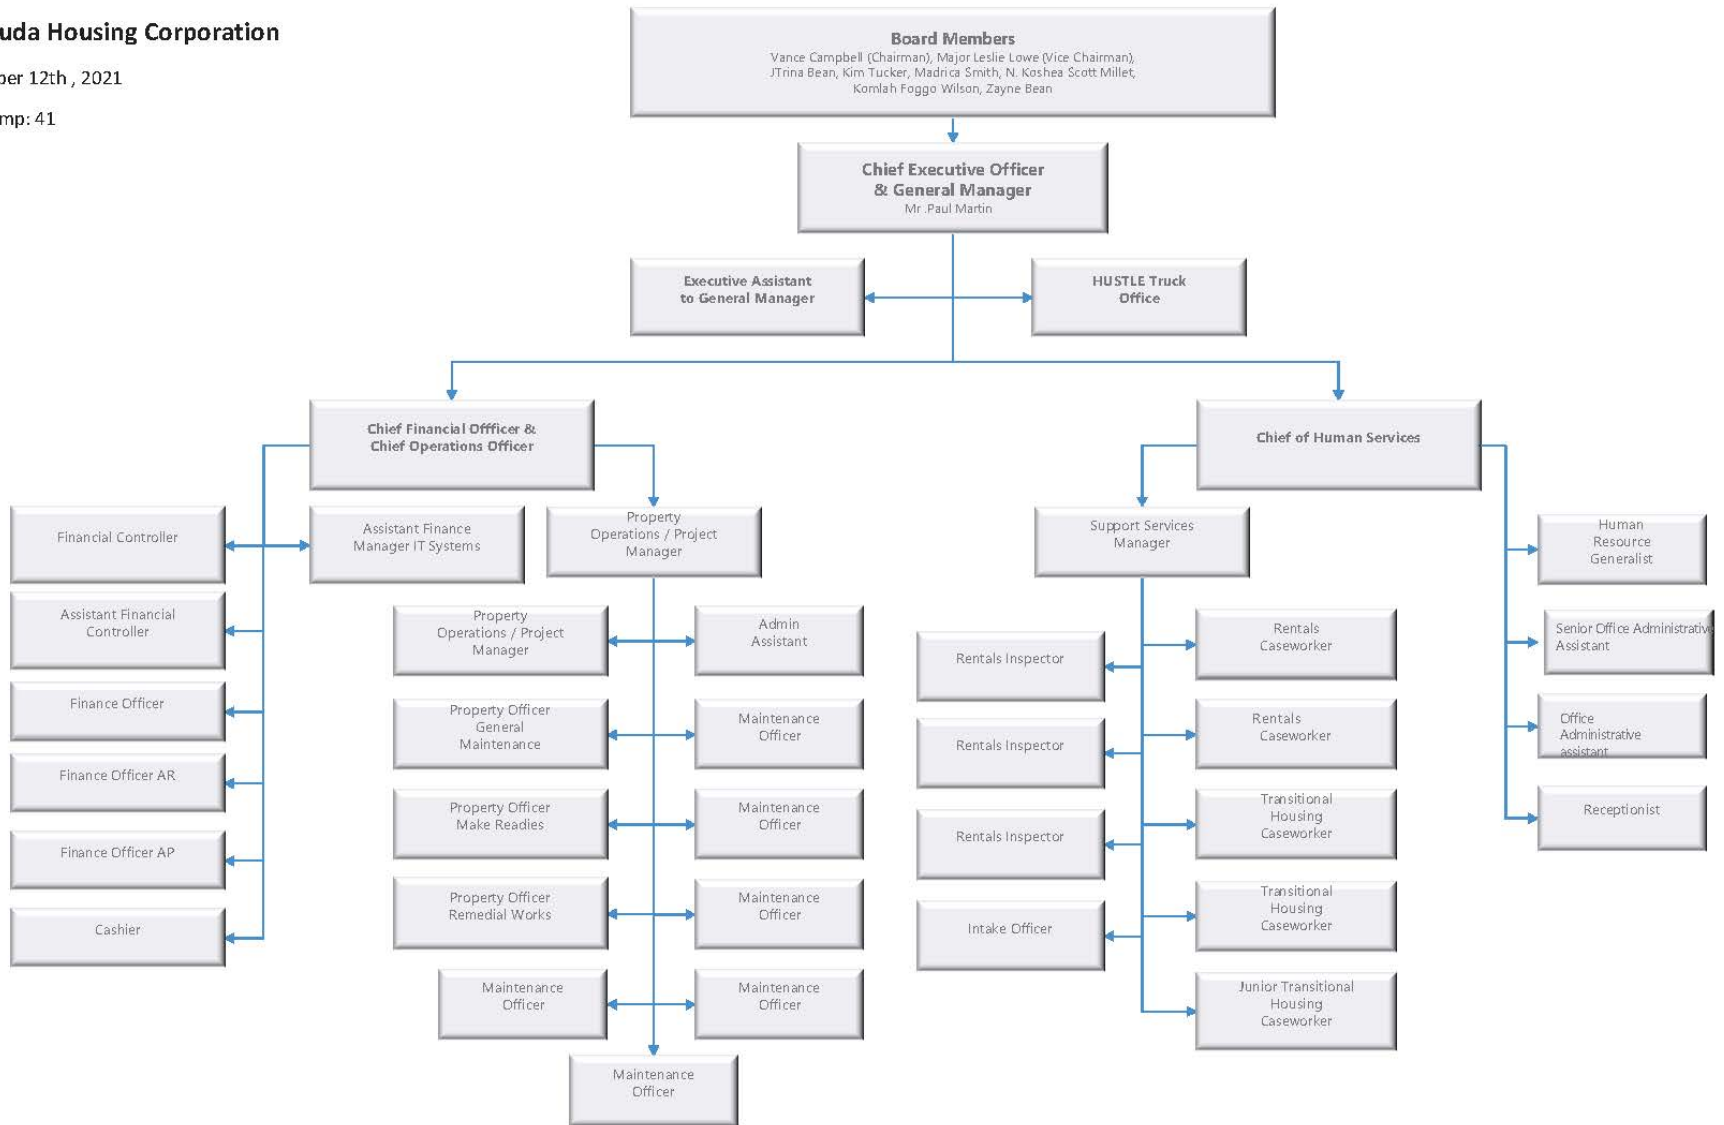 uda Housing Corporation
ber 12th , 2021
mp: 41
Board Members
Vance Campbell (Chairman), Major Leslie Lowe (Vice Chairman),
JTrina Bean, Kim Tucker, Madrica Smith, N. Koshea Scott Millet,
Komlah Foggo Wilson, Zayne Bean
Chief Executive Officer
& General Manager
Mr .Paul Martin
Executive Assistant
to General Manager
HUSTLE Truck
Office
Chief Financial Offficer &
Chief Operations Officer
Chief of Human Services
Financial Controller
Assistant Finance
Manager IT Systems
Property
Operations / Project
Manager
Support Services
Manager
Human
Resource
Generalist
Assistant Financial
Controller
Property
Operations / Project
Manager
Admin
Assistant
Rentals Inspector
Rentals
Caseworker
Senior Office Administrative
Assistant
Finance Officer
Property Officer
General
Maintenance
Maintenance
Officer
Rentals Inspector
Rentals
Caseworker
Office
Administrative
assistant
Finance Officer AR
Property Officer
Make Readies
Maintenance
Officer
Rentals Inspector
Transitional
Housing
Caseworker
Receptionist
Finance Officer AP
Property Officer
Remedial Works
Maintenance
Officer
Intake Officer
Transitional
Housing
Caseworker
Cashier
Maintenance
Officer
Maintenance
Officer
Junior Transitional
Housing
Caseworker
Maintenance
Officer